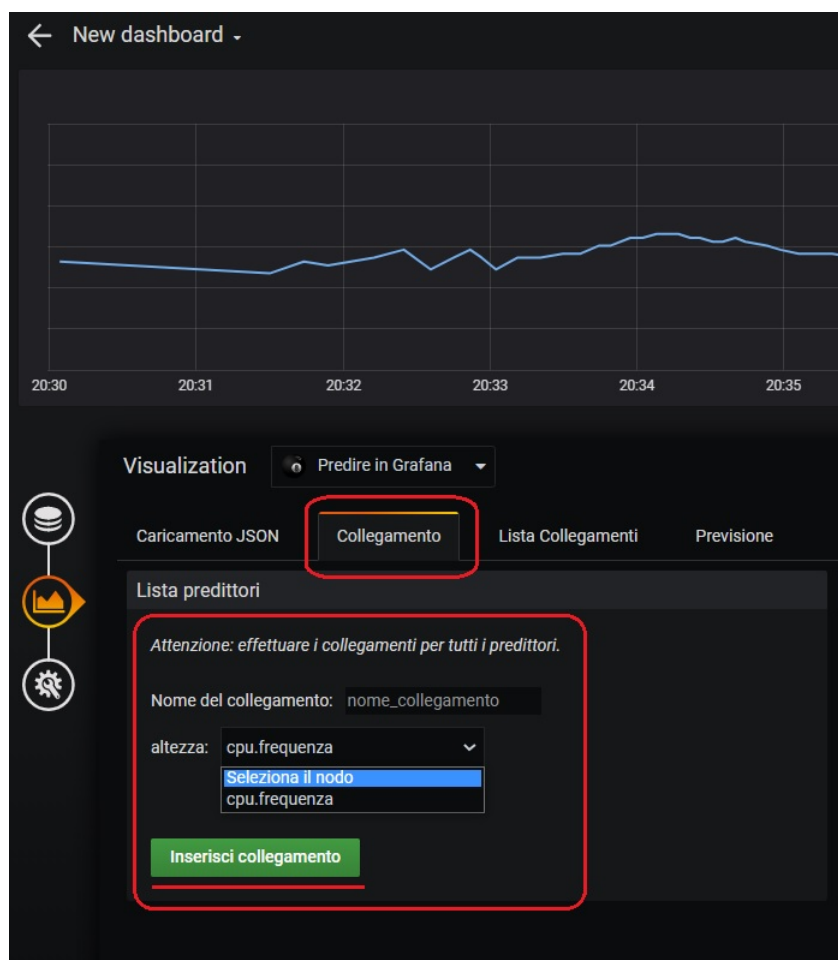 New dashboard
20:30 20:31 20:32 20:33 20:34 20:35
Visualization Predire in Grafana
Caricamento JSON Collegamento Lista Collegamenti Previsione
Lista predittori
Attenzione: effettuare i collegamenti per tutti i predittori.
Nome del collegamento: nome_collegamento
altezza: cpu.frequenza
Seleziona il nodo
cpu.frequenza
Inserisci collegamento